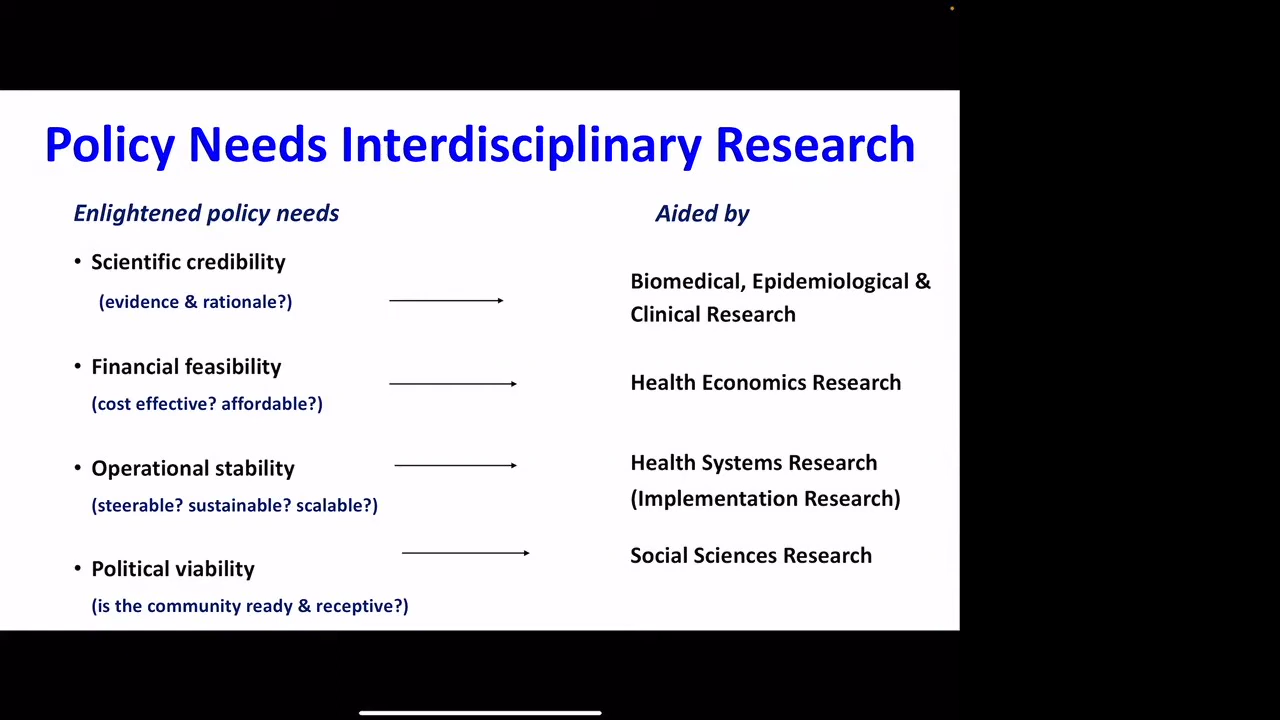 Policy Needs Interdisciplinary Research
Enlightened policy needs
Aided by
• Scientific credibility
(evidence & rationale?)
Biomedical, Epidemiological &
Clinical Research
• Financial feasibility
(cost effective? affordable?)
Health Economics Research
• Operational stability
(steerable? sustainable? scalable?)
Health Systems Research
(Implementation Research)
• Political viability
(is the community ready & receptive?)
Social Sciences Research